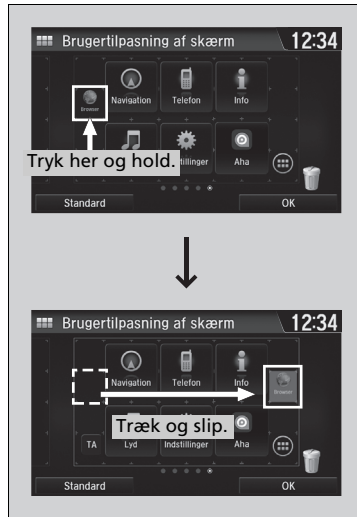 Brugertilpasning af skærm 12:34
Browser Navigation Telefon Info
Tryk her og hold.
stillinger Aha
Standard OK
Brugertilpasning af skærm 12:34
Navigation Telefon Info Browser
Træk og slip.
TA Lyd Indstillinger Aha
Standard OK